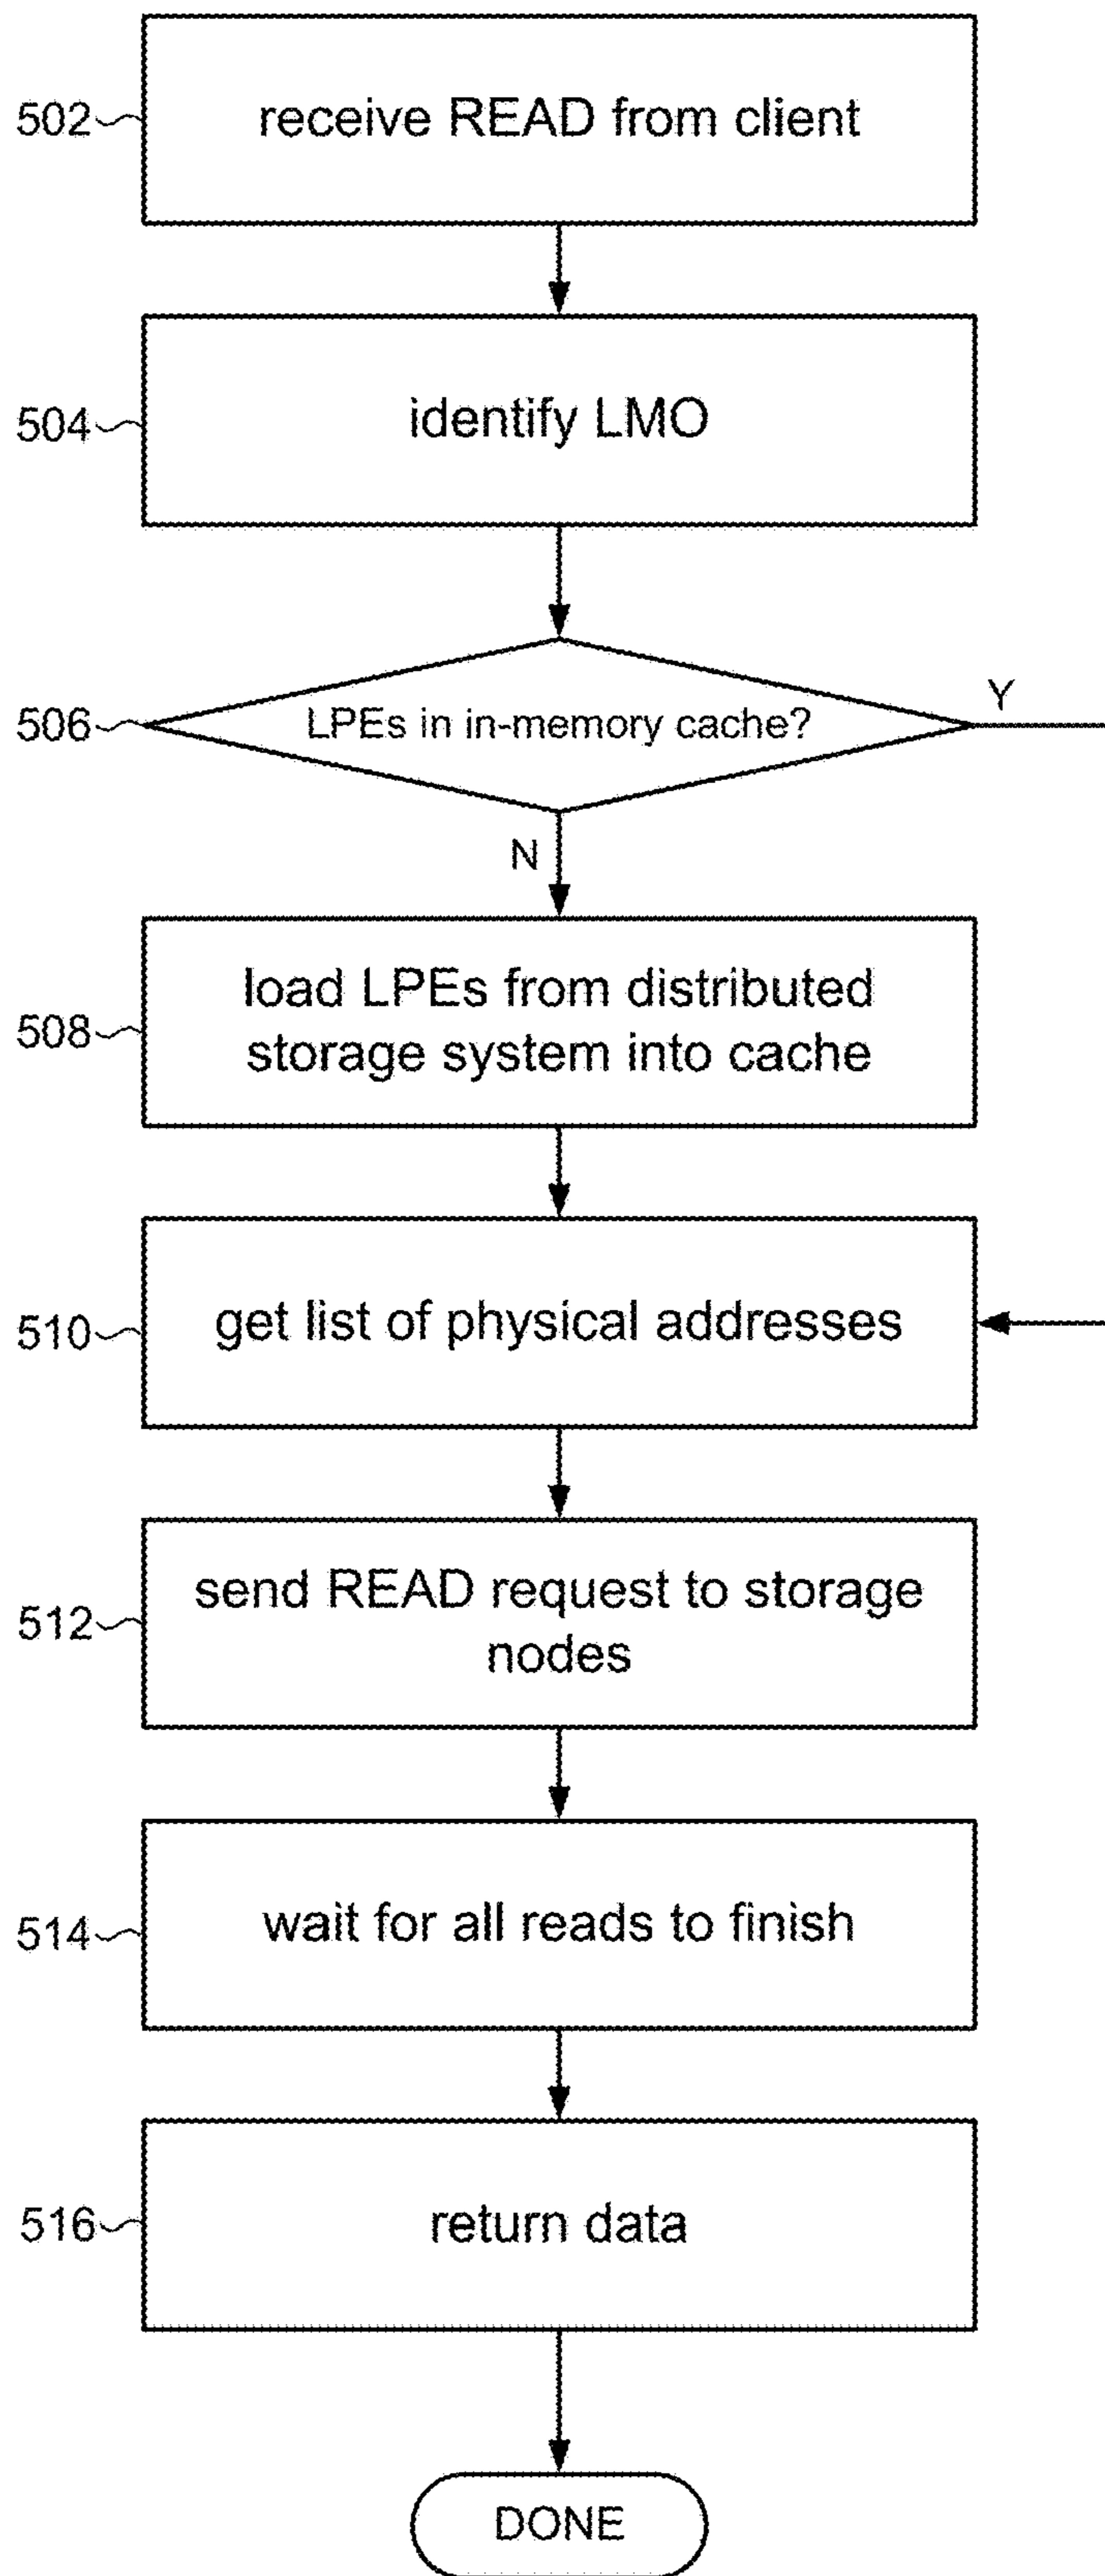 502
receive READ from client
504
identify LMO
506
LPEs in in-memory cache?
Y
N
508
load LPEs from distributed
storage system into cache
510
get list of physical addresses
512
send READ request to storage
nodes
514
wait for all reads to finish
516
return data
DONE